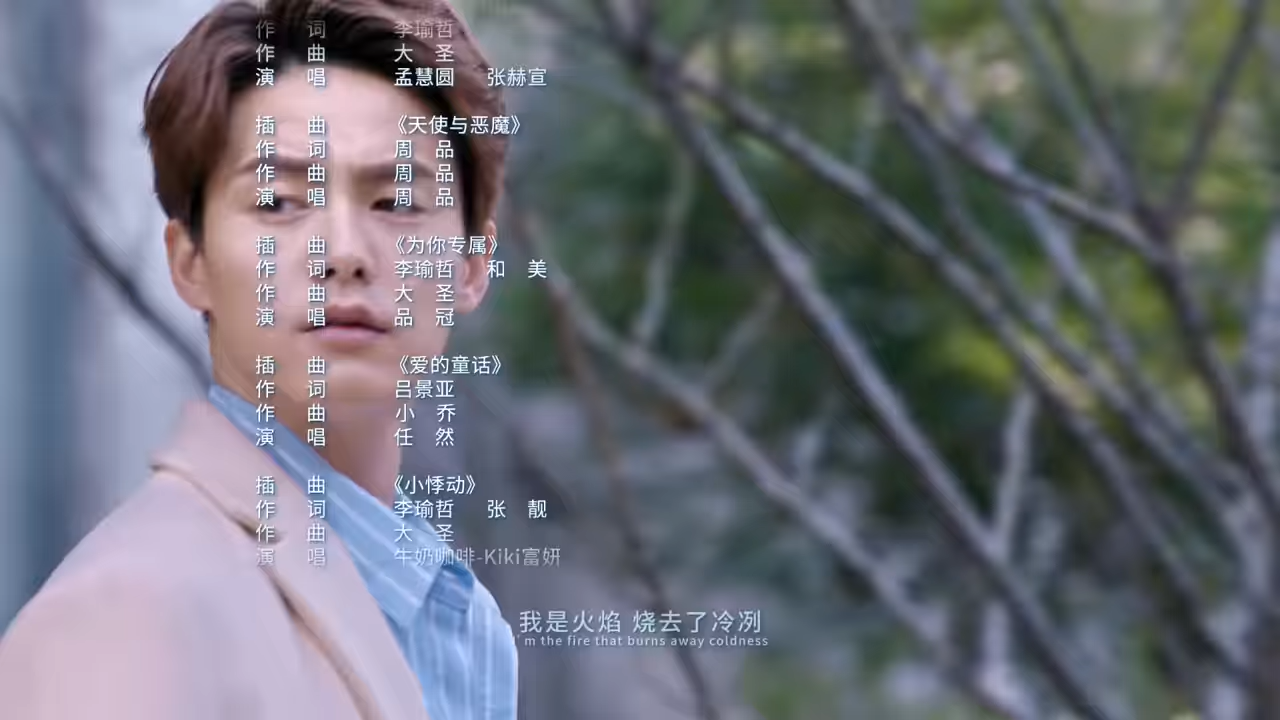 作 词 李瑜哲
作 曲 大 圣
演 唱 孟慧圆 张赫宣
插 曲 《天使与恶魔》
作 词 周 品
作 曲 周 品
演 唱 周 品
插 曲 《为你专属》
作 词 李瑜哲 和 美
作 曲 大 圣
演 唱 品 冠
插 曲 《爱的童话》
作 词 吕景亚
作 曲 小 乔
演 唱 任 然
插 曲 《小悸动》
作 词 李瑜哲 张 靓
作 曲 大 圣
演 唱 牛奶咖啡-Kiki富妍
我是火焰 烧去了冷冽
I'm the fire that burns away coldness